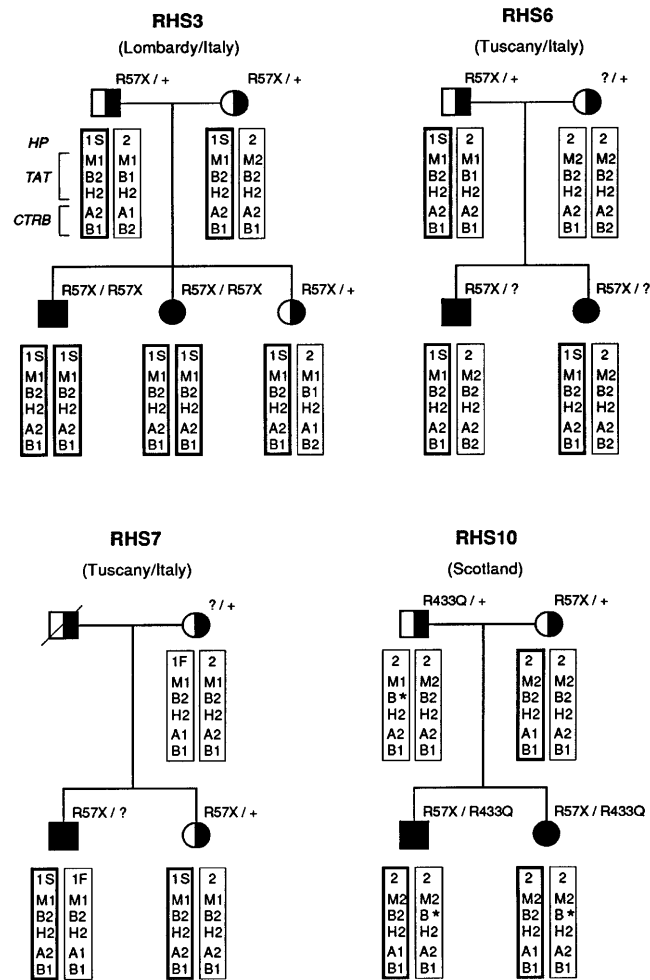 RHS3
(Lombardy/Italy)
R57X / +
R57X / +
HP 1S 2 1S 2
M1 M1 M1 M2
TAT B2 B1 B2 B2
H2 H2 H2 H2
CTRB A2 A1 A2 A2
B1 B2 B1 B1
R57X / R57X
R57X / R57X
R57X / +
1S 1S 1S 1S 1S 2
M1 M1 M1 M1 M1 M1
B2 B2 B2 B2 B2 B1
H2 H2 H2 H2 H2 H2
A2 A2 A2 A2 A2 A1
B1 B1 B1 B1 B1 B2
RHS6
(Tuscany/Italy)
R57X / +
? / +
1S 2 2 2
M1 M2 M2 M2
B2 B1 B2 B2
H2 H2 H2 H2
A2 A2 A2 A2
B1 B1 B2 B2
R57X / ?
R57X / ?
1S 2 1S 2
M1 M2 M1 M2
B2 B2 B2 B2
H2 H2 H2 H2
A2 A2 A2 A2
B1 B2 B1 B2
RHS7
(Tuscany/Italy)
? / +
1F 2
M1 M1
B2 B2
H2 H2
A1 A2
B1 B1
R57X / ?
R57X / +
1S 1F 1S 2
M1 M1 M1 M1
B2 B2 B2 B2
H2 H2 H2 H2
A2 A1 A2 A2
B1 B1 B1 B1
RHS10
(Scotland)
R433Q / +
R57X / +
2 2 2 2
M1 M2 M2 M2
B* B2 B2 B2
H2 H2 H2 H2
A2 A2 A1 A2
B1 B1 B1 B1
R57X / R433Q
R57X / R433Q
2 2 2 2
M2 M2 M2 M2
B2 B* B2 B*
H2 H2 H2 H2
A1 A2 A1 A2
B1 B1 B1 B1